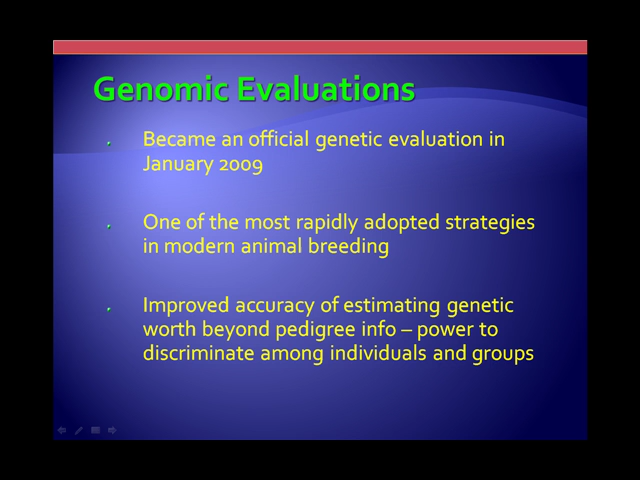 Genomic Evaluations
Became an official genetic evaluation in
January 2009
One of the most rapidly adopted strategies
in modern animal breeding
Improved accuracy of estimating genetic
worth beyond pedigree info – power to
discriminate among individuals and groups